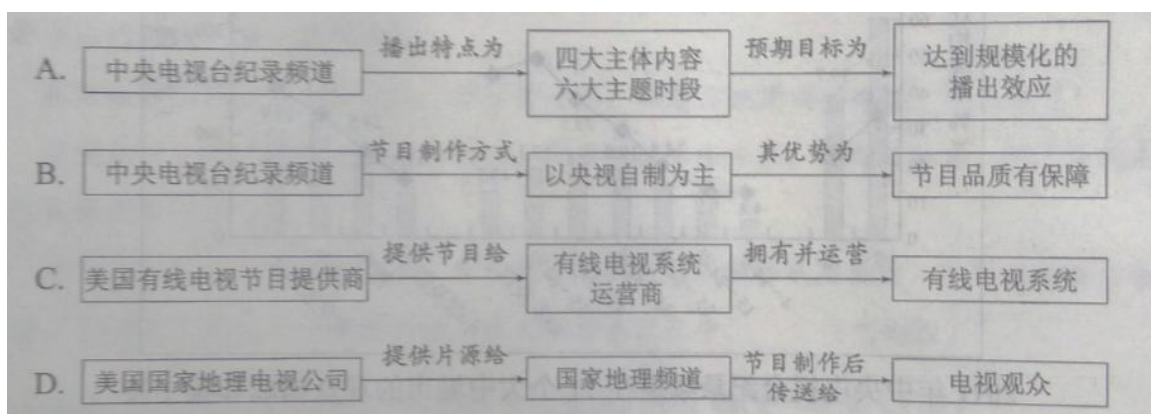 播出特点为 预期目标为
A. 中央电视台纪录频道 四大主体内容 达到规模化的
六大主题时段 播出效应
节目制作方式 其优势为
B. 中央电视台纪录频道 以央视自制为主 节目品质有保障
提供节目给 拥有并运营
C. 美国有线电视节目提供商 有线电视系统 有线电视系统
运营商
提供片源给 节目制作后
D. 美国国家地理电视公司 国家地理频道 传送给 电视观众